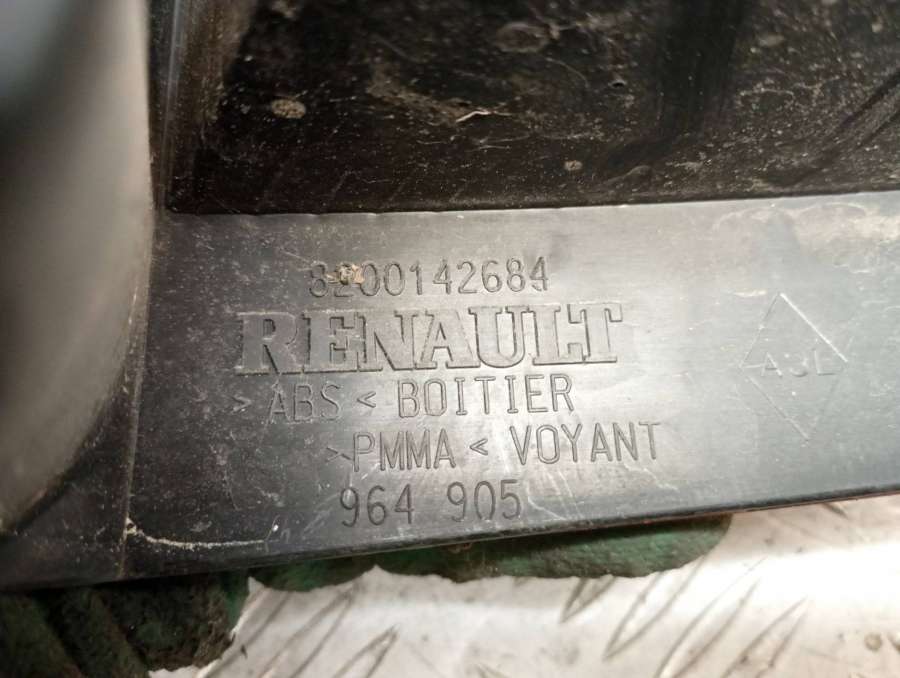 8200142684
RENAULT
>ABS< BOITIER
>PMMA< VOYANT
964 905